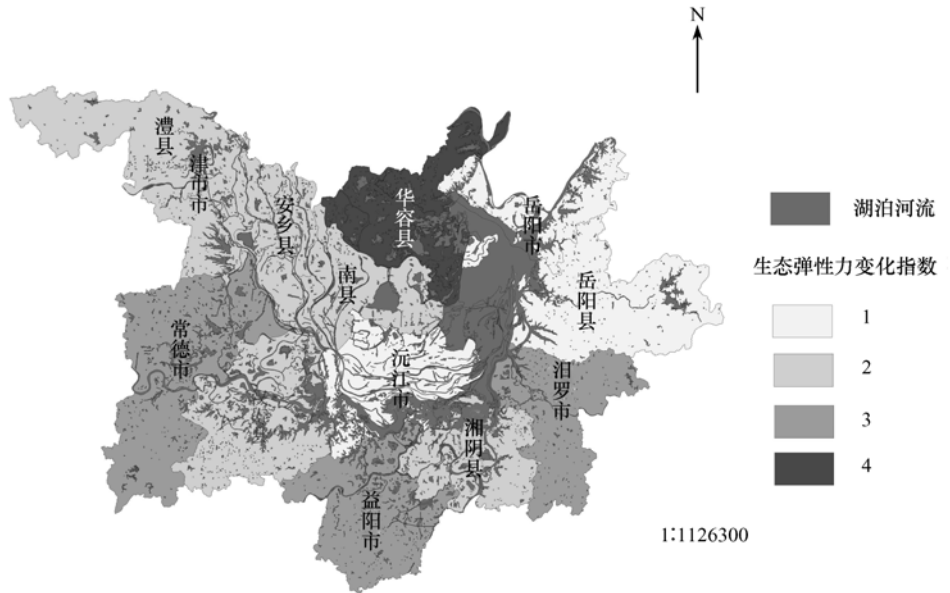 N
澧县
津市市
安乡县
南县
华容县
岳阳市
岳阳县
常德市
沅江市
汨罗市
湘阴县
益阳市
湖泊河流
生态弹性力变化指数
1
2
3
4
1∶1126300